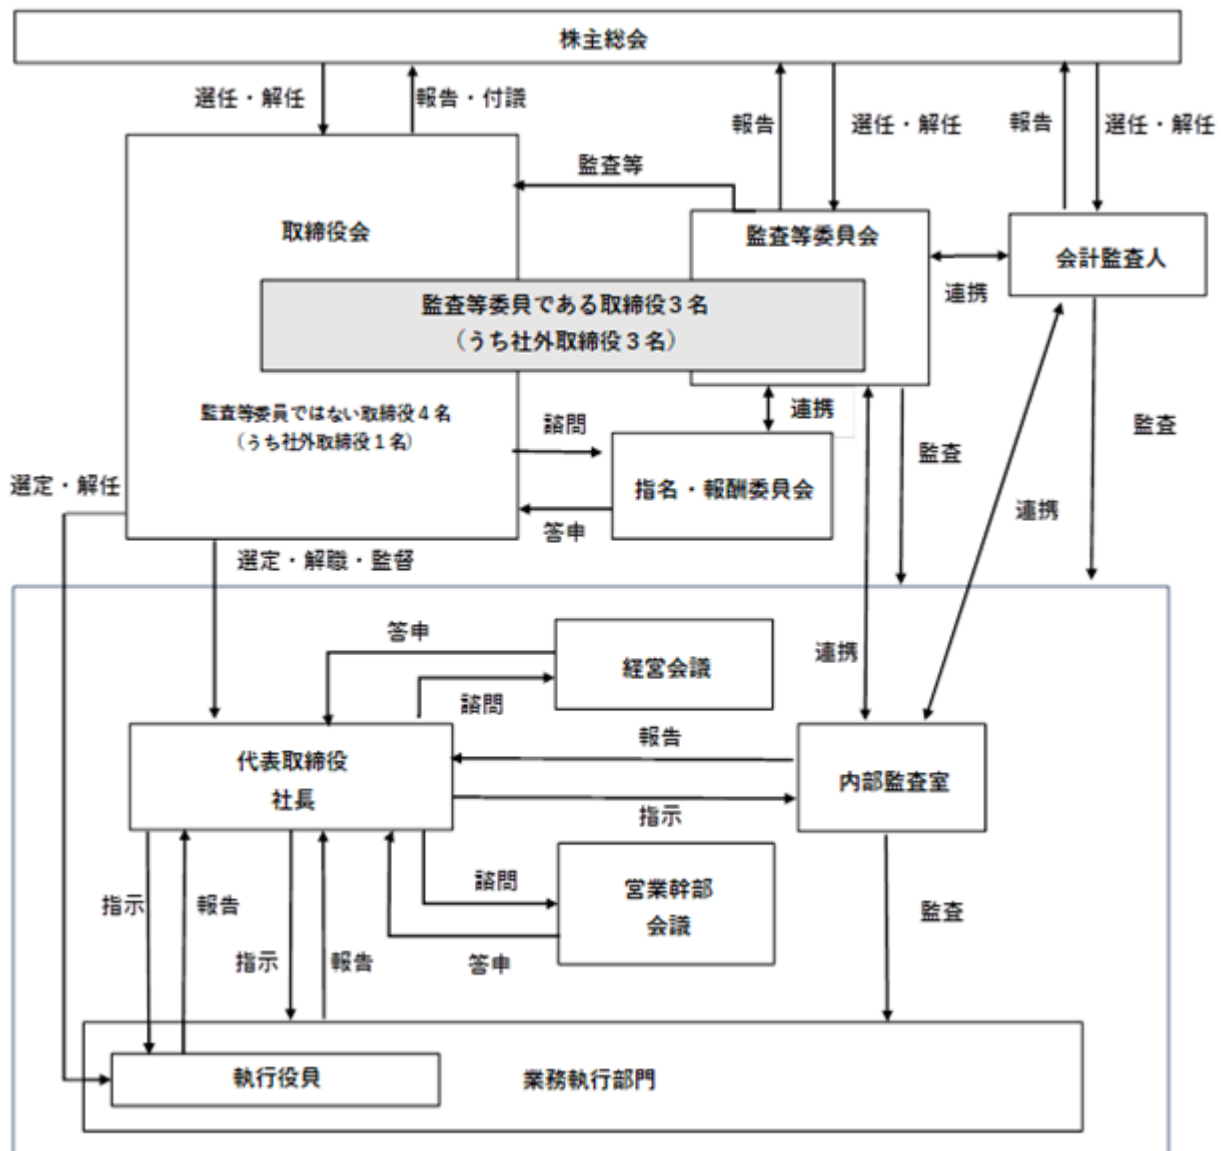 株主総会
選任・解任
報告・付議
報告
選任・解任
報告
選任・解任
監査等
取締役会
監査等委員会
会計監査人
連携
監査等委員である取締役3名
（うち社外取締役3名）
監査等委員ではない取締役4名
（うち社外取締役1名）
諮問
連携
監査
監査
選定・解任
指名・報酬委員会
答申
連携
選定・解職・監督
答申
経営会議
連携
諮問
代表取締役
社長
報告
内部監査室
指示
諮問
営業幹部
会議
指示
報告
監査
指示
報告
答申
執行役員
業務執行部門